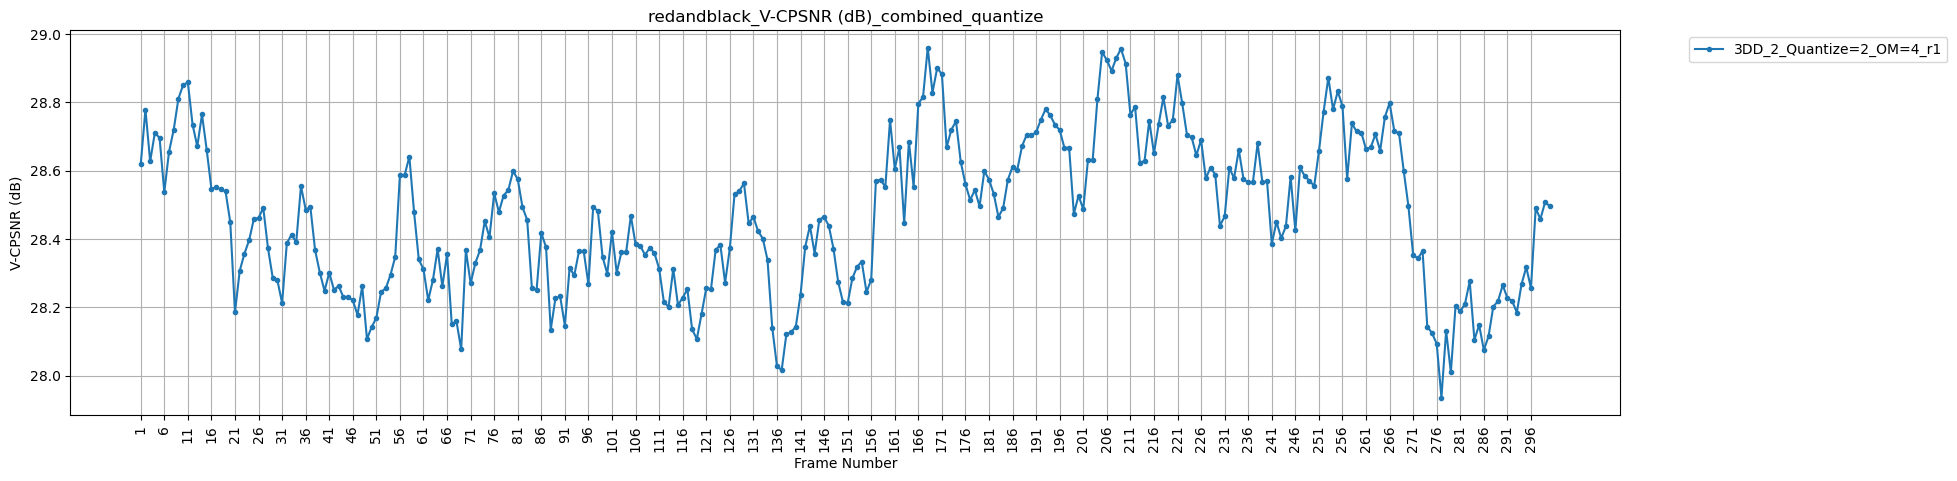 redandblack_V-CPSNR (dB)_combined_quantize
3DD_2_Quantize=2_OM=4_r1
V-CPSNR (dB)
29.0
28.8
28.6
28.4
28.2
28.0
1 6 11 16 21 26 31 36 41 46 51 56 61 66 71 76 81 86 91 96 101 106 111 116 121 126 131 136 141 146 151 156 161 166 171 176 181 186 191 196 201 206 211 216 221 226 231 236 241 246 251 256 261 266 271 276 281 286 291 296
Frame Number